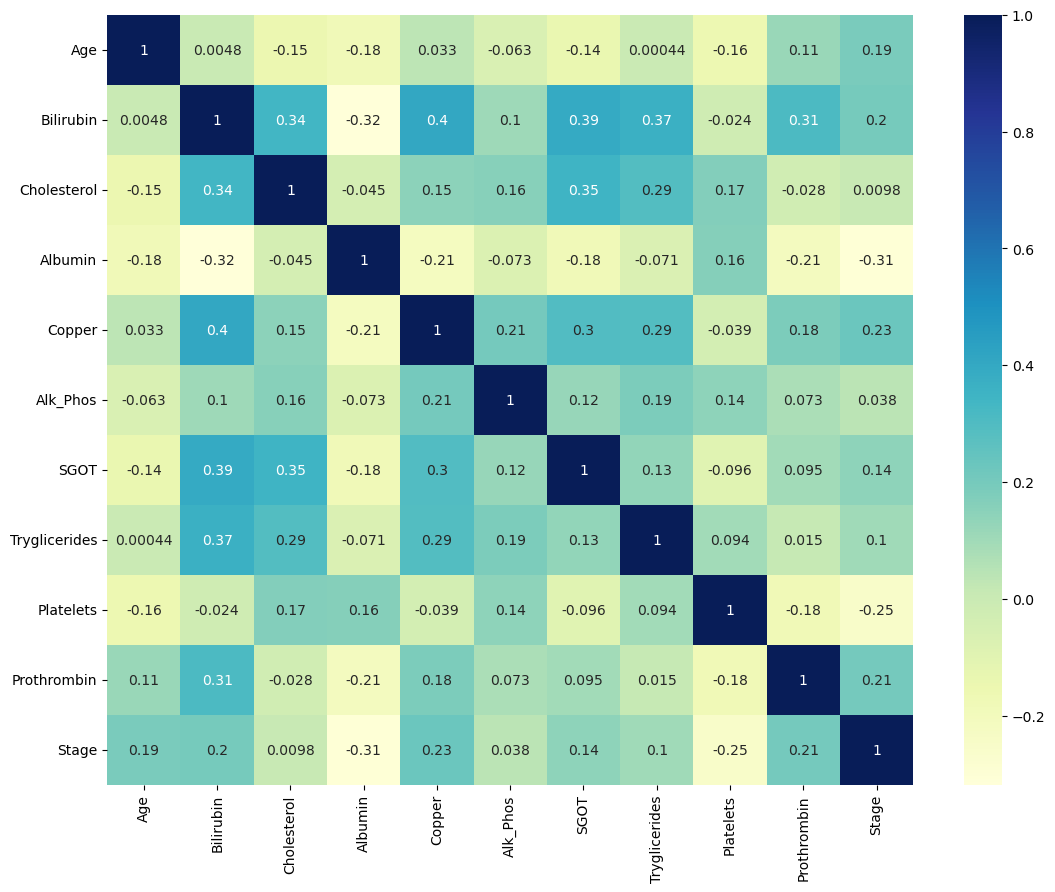 Age 1 0.0048 -0.15 -0.18 0.033 -0.063 -0.14 0.00044 -0.16 0.11 0.19
Bilirubin 0.0048 1 0.34 -0.32 0.4 0.1 0.39 0.37 -0.024 0.31 0.2
Cholesterol -0.15 0.34 1 -0.045 0.15 0.16 0.35 0.29 0.17 -0.028 0.0098
Albumin -0.18 -0.32 -0.045 1 -0.21 -0.073 -0.18 -0.071 0.16 -0.21 -0.31
Copper 0.033 0.4 0.15 -0.21 1 0.21 0.3 0.29 -0.039 0.18 0.23
Alk_Phos -0.063 0.1 0.16 -0.073 0.21 1 0.12 0.19 0.14 0.073 0.038
SGOT -0.14 0.39 0.35 -0.18 0.3 0.12 1 0.13 -0.096 0.095 0.14
Tryglicerides 0.00044 0.37 0.29 -0.071 0.29 0.19 0.13 1 0.094 0.015 0.1
Platelets -0.16 -0.024 0.17 0.16 -0.039 0.14 -0.096 0.094 1 -0.18 -0.25
Prothrombin 0.11 0.31 -0.028 -0.21 0.18 0.073 0.095 0.015 -0.18 1 0.21
Stage 0.19 0.2 0.0098 -0.31 0.23 0.038 0.14 0.1 -0.25 0.21 1
Age Bilirubin Cholesterol Albumin Copper Alk_Phos SGOT Tryglicerides Platelets Prothrombin Stage
1.0
0.8
0.6
0.4
0.2
0.0
−0.2